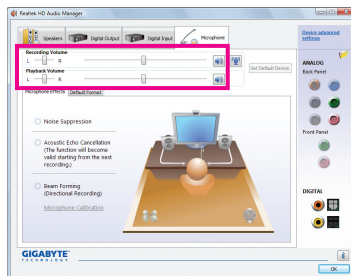 Realtek HD Audio Manager
Speakers
Digital Output
Digital Input
Microphone
Device advanced
settings
Recording Volume
L
R
Playback Volume
L
R
Set Default Device
ANALOG
Back Panel
Microphone Effects
Default Format
Noise Suppression
Acoustic Echo Cancellation
(The function will become
valid starting from the next
recording.)
Beam Forming
(Directional Recording)
Microphone Calibration
Front Panel
DIGITAL
GIGABYTE
TECHNOLOGY
i
OK